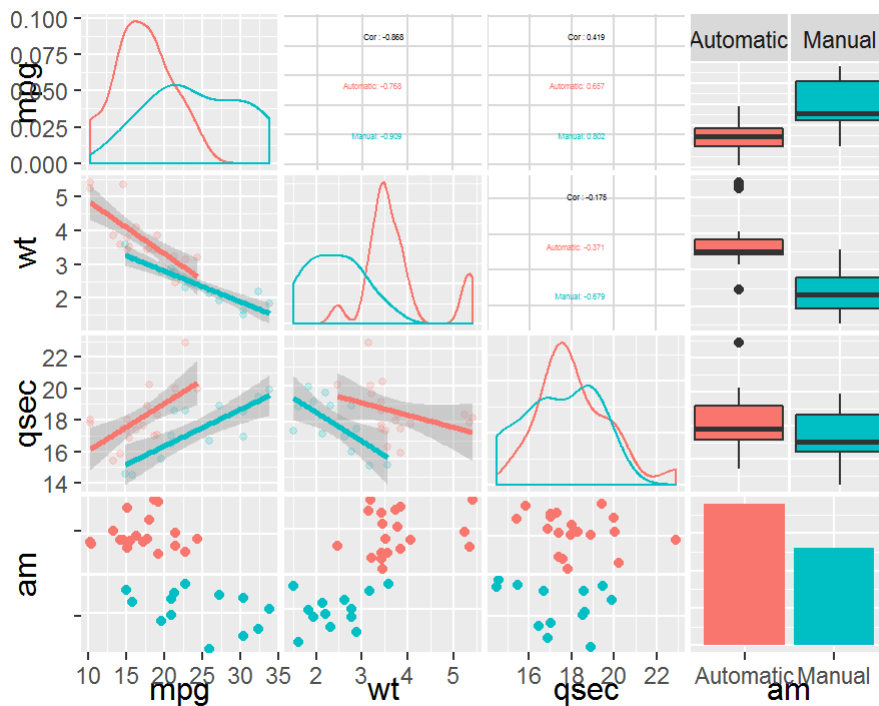 0.100
0.075
0.050
0.025
0.000
mpg
Cor : -0.868
Automatic: -0.768
Manual: -0.909
Cor : 0.419
Automatic: 0.657
Manual: 0.802
Automatic Manual
5
4
3
2
wt
Cor : -0.175
Automatic: -0.371
Manual: -0.679
22
20
18
16
14
qsec
am
10 15 20 25 30 35
2 3 4 5
16 18 20 22
Automatic Manual
mpg wt qsec am